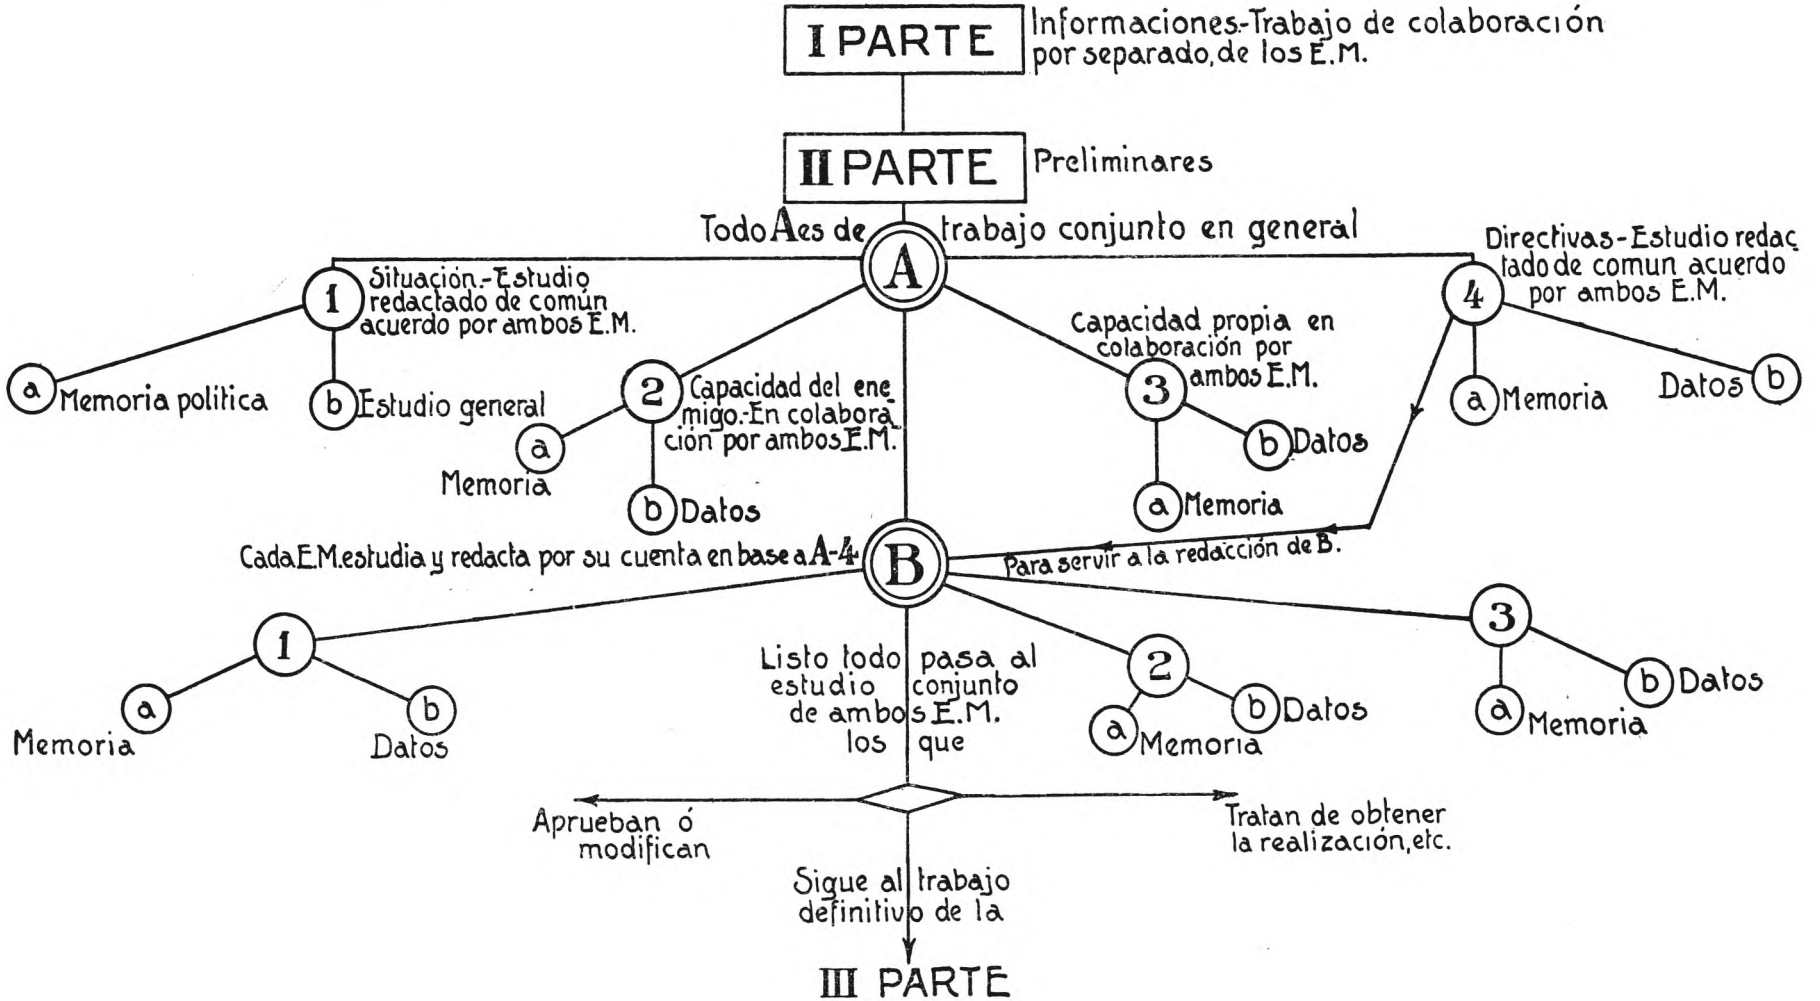 I PARTE
Informaciones.-Trabajo de colaboración
por separado, de los E.M.
II PARTE
Preliminares
Todo A es de trabajo conjunto en general
A
1
Situación.-Estudio
redactado de común
acuerdo por ambos E.M.
a
Memoria política
b
Estudio general
2
Capacidad del ene
migo.-En colabora_
ción por ambos E.M.
a
Memoria
b
Datos
3
Capacidad propia en
colaboración por
ambos E.M.
a
Memoria
b
Datos
4
Directivas-Estudio redac_
tado de comun acuerdo
por ambos E.M.
a
Memoria
Datos
b
Cada E.M. estudia y redacta por su cuenta en base a A-4
B
Para servir a la redacción de B.
1
a
Memoria
b
Datos
Listo todo pasa al
estudio conjunto
de ambos E.M.
los que
2
a
Memoria
b
Datos
3
a
Memoria
b
Datos
Aprueban ó
modifican
Tratan de obtener
la realización, etc.
Sigue al trabajo
definitivo de la
III PARTE